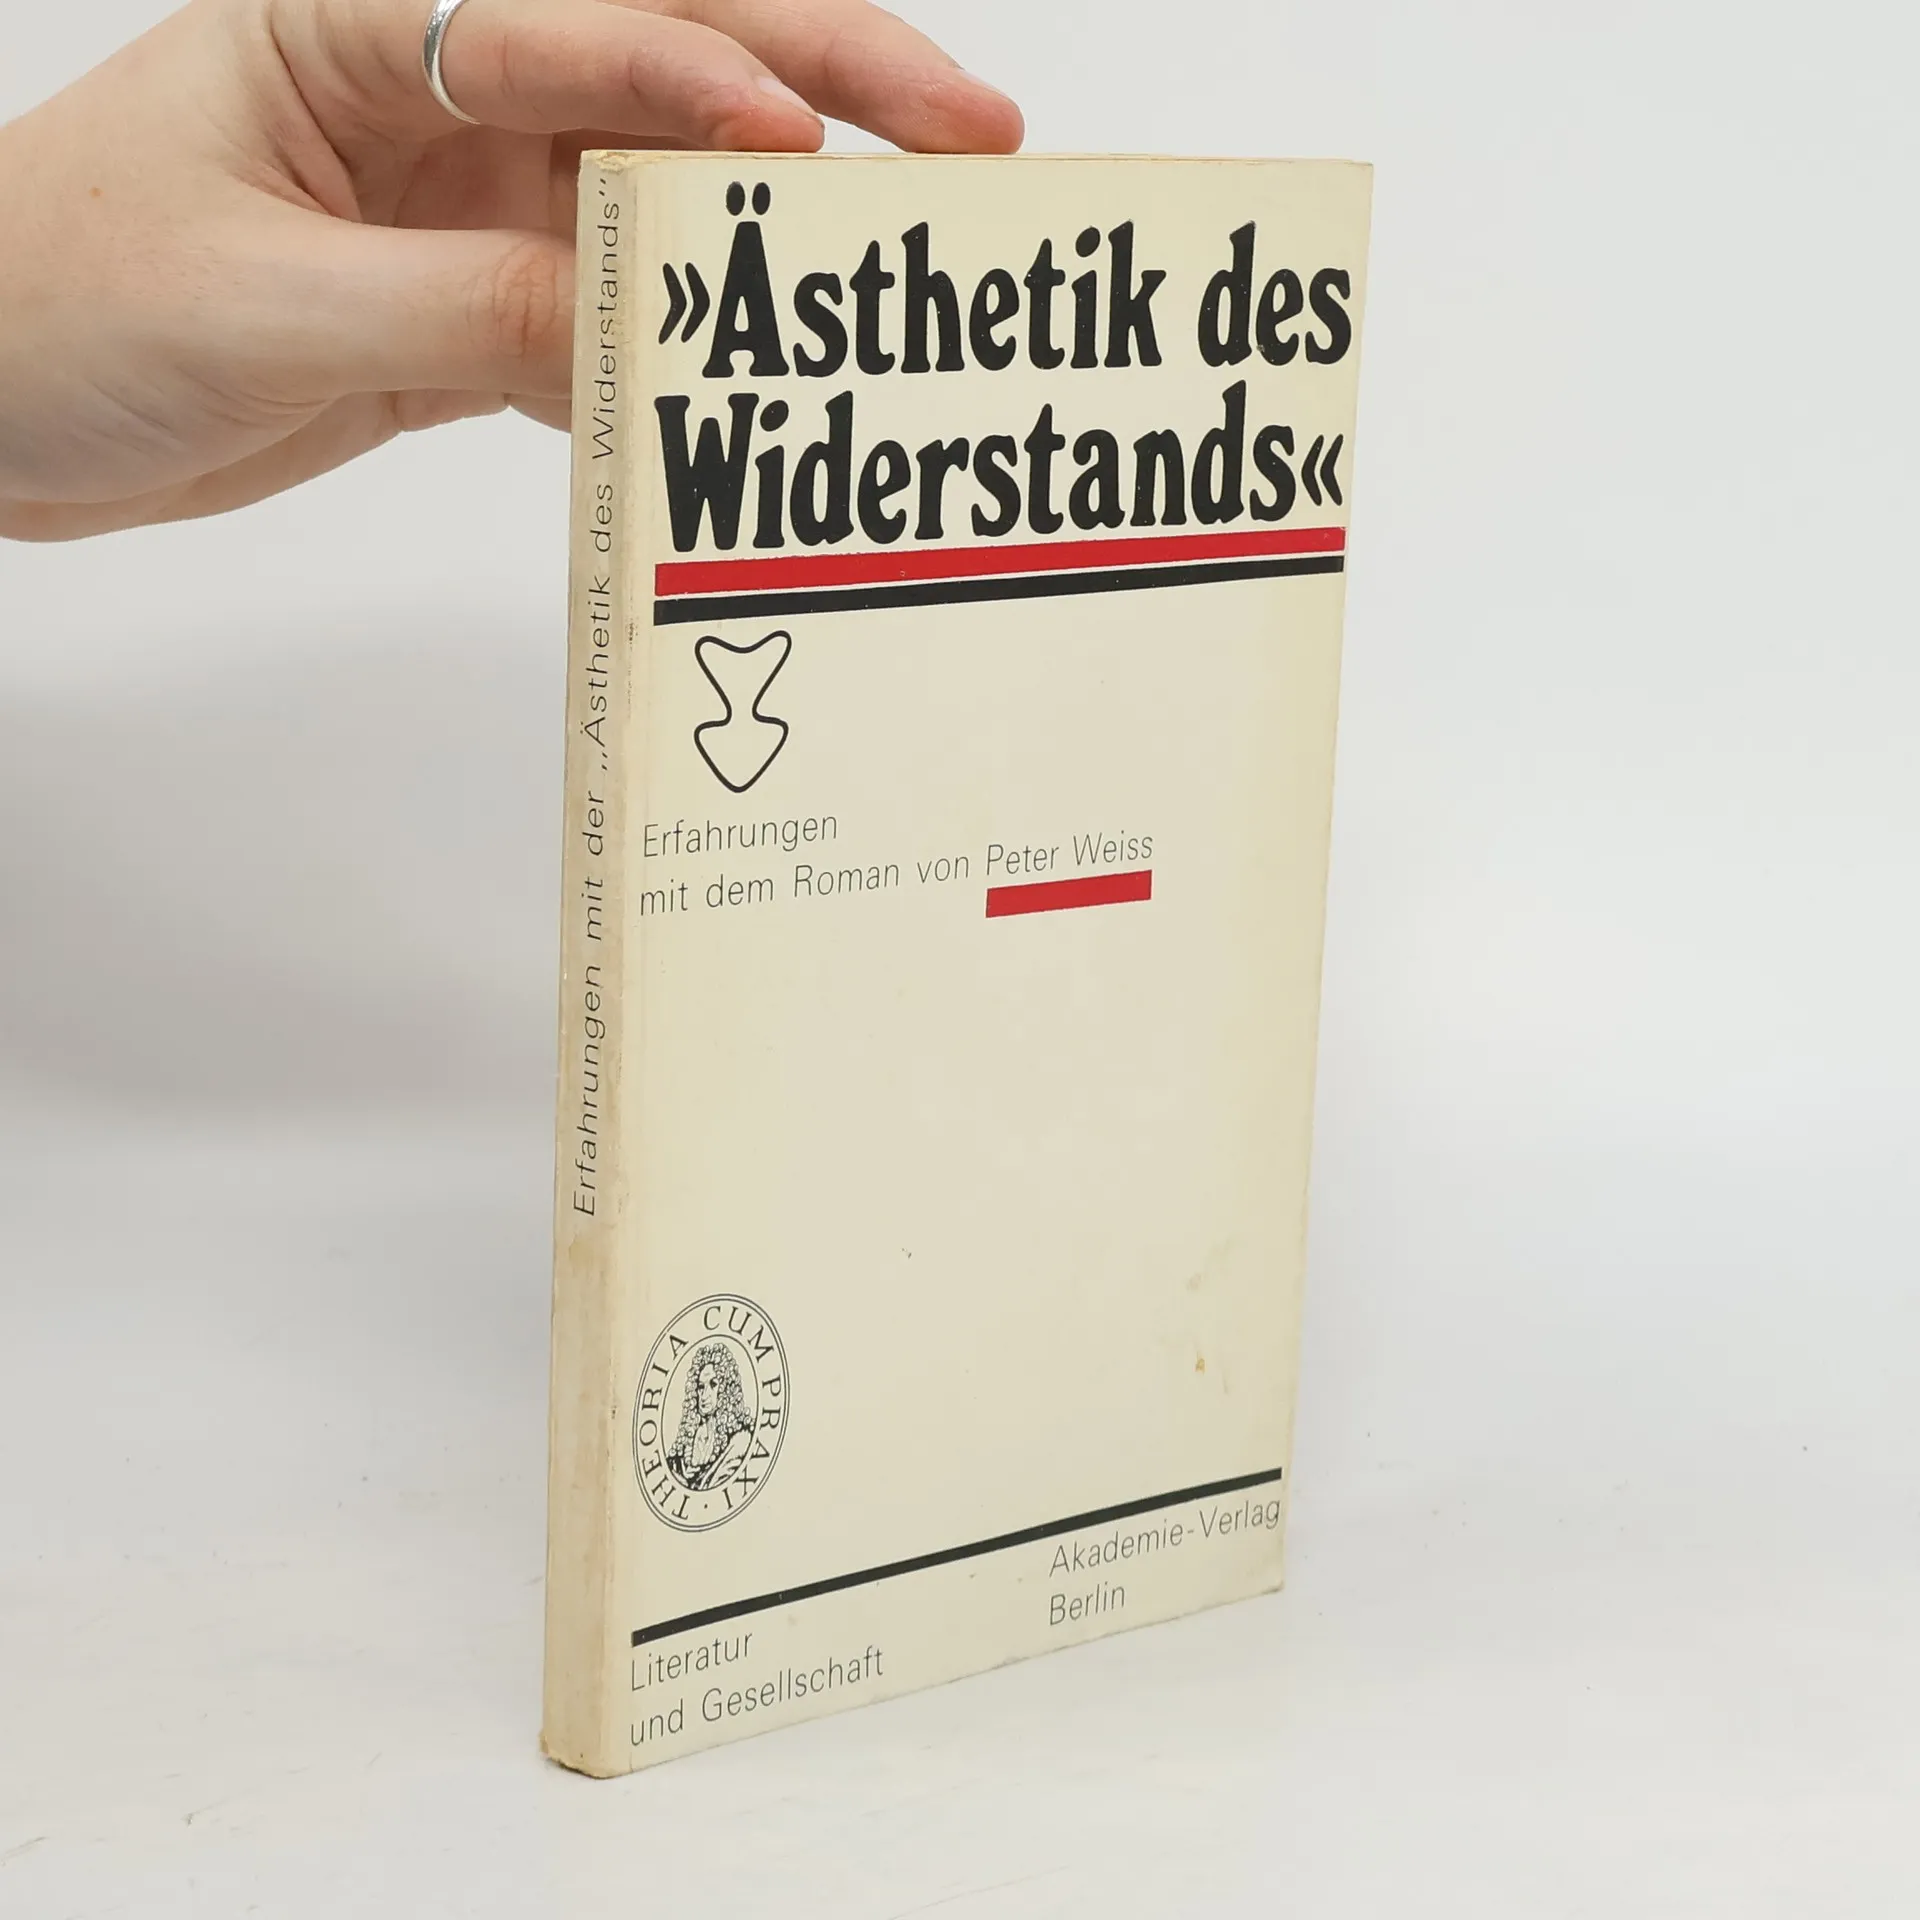 Erfahrungen mit der „Ästhetik des Widerstands“
»Ästhetik des
Widerstands«
Erfahrungen
mit dem Roman von Peter Weiss
THEORIA CUM PRAXI ·
Akademie-Verlag
Berlin
Literatur
und Gesellschaft